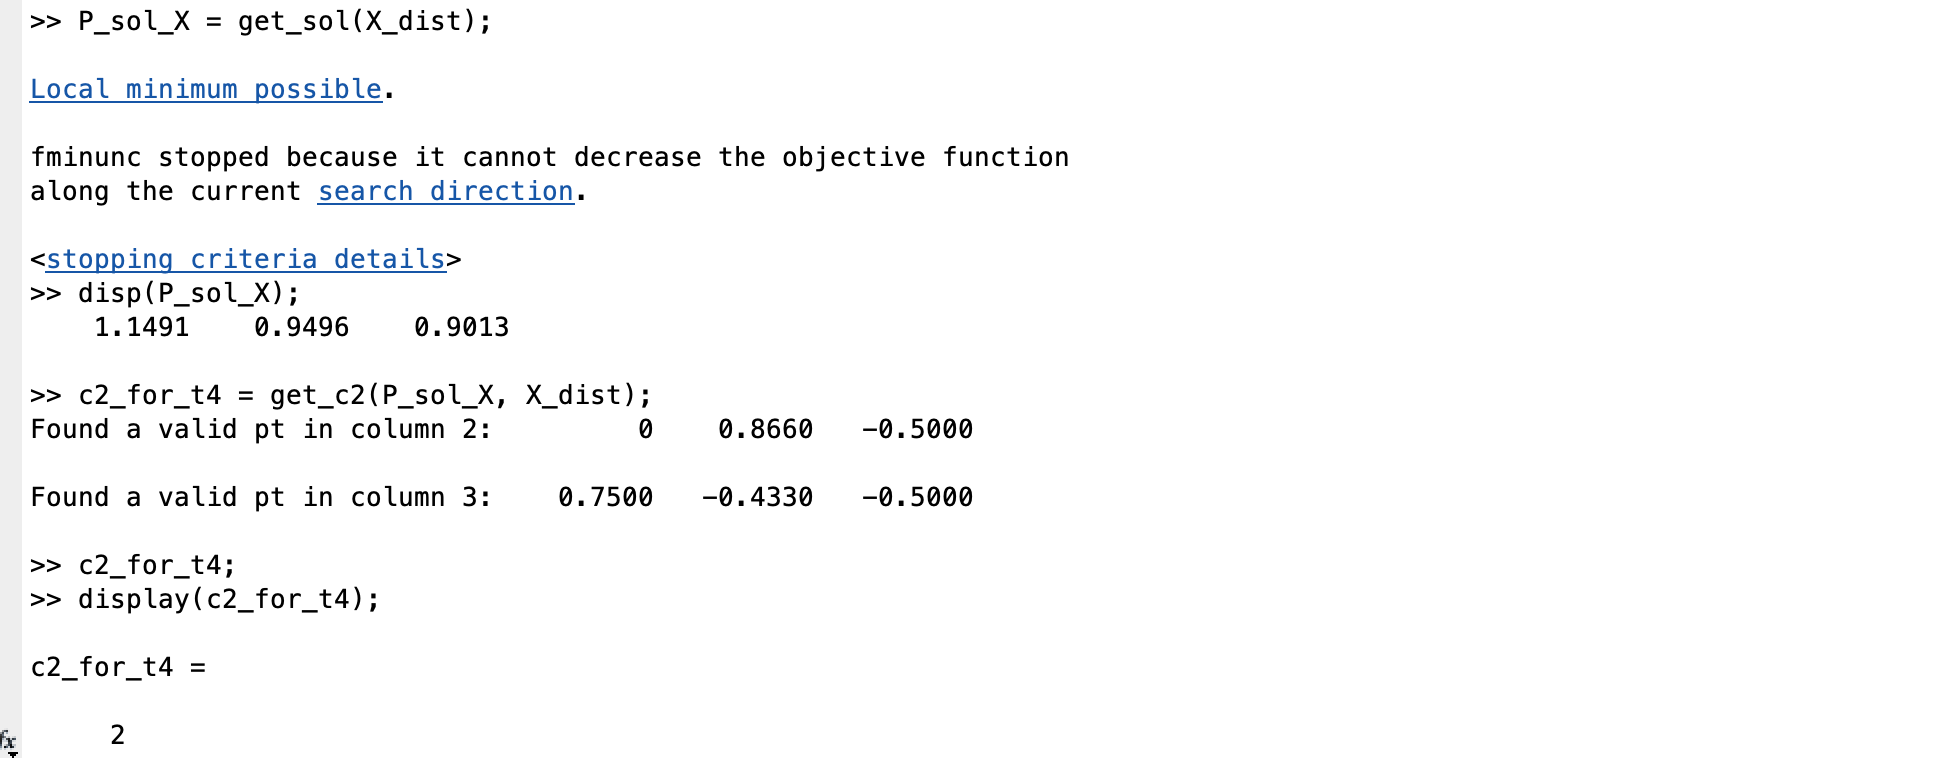 >> P_sol_X = get_sol(X_dist);
Local minimum possible.
fminunc stopped because it cannot decrease the objective function
along the current search direction.
<stopping criteria details>
>> disp(P_sol_X);
1.1491    0.9496    0.9013
>> c2_for_t4 = get_c2(P_sol_X, X_dist);
Found a valid pt in column 2:         0    0.8660   -0.5000
Found a valid pt in column 3:    0.7500   -0.4330   -0.5000
>> c2_for_t4;
>> display(c2_for_t4);
c2_for_t4 =
2
fx